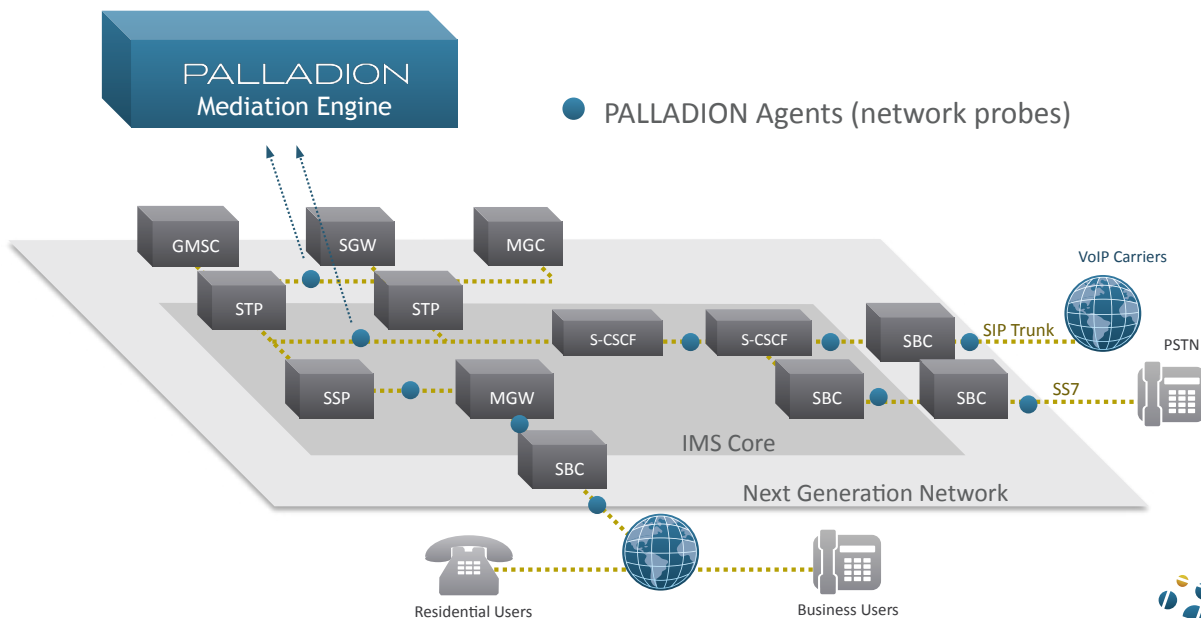 PALLADION
Mediation Engine
PALLADION Agents (network probes)
GMSC
SGW
MGC
VoIP Carriers
STP
STP
S-CSCF
S-CSCF
SBC
SIP Trunk
PSTN
SSP
MGW
SBC
SBC
SS7
IMS Core
SBC
Next Generation Network
Residential Users
Business Users